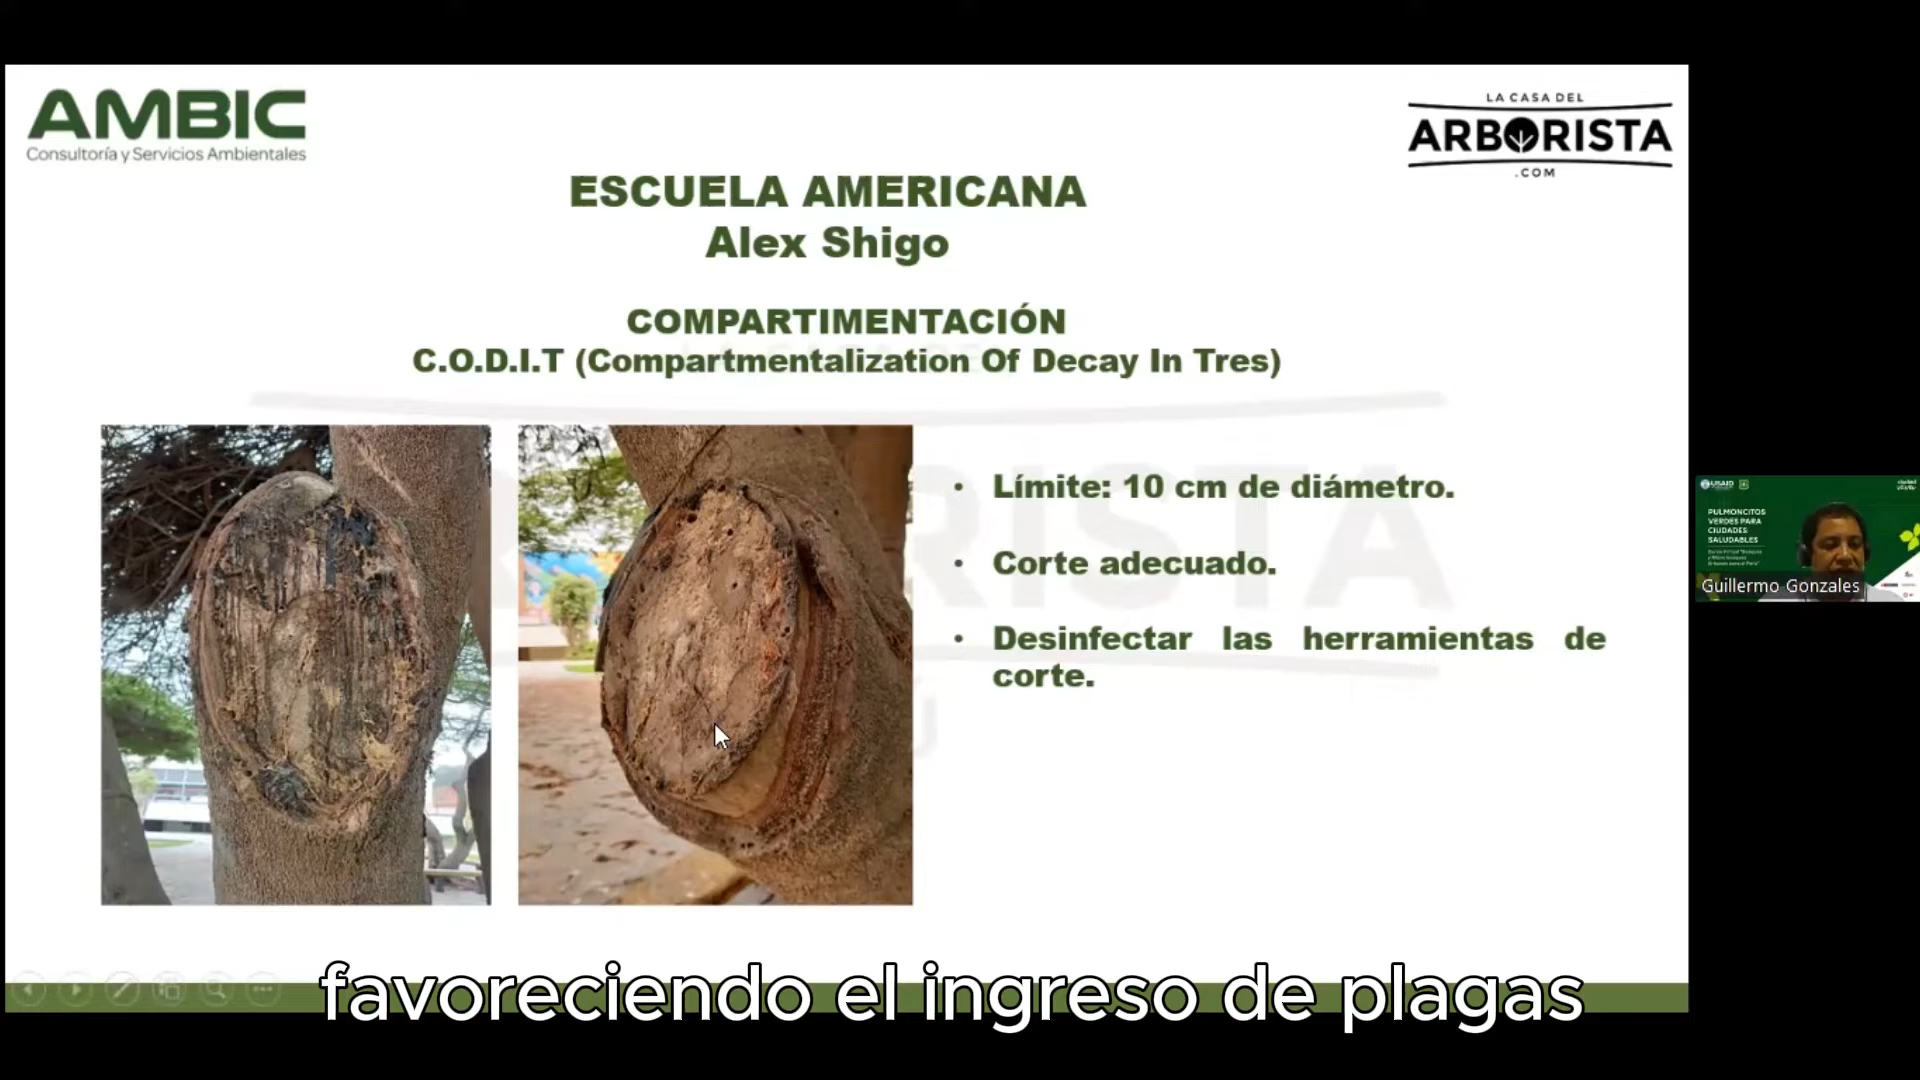 AMBIC
Consultoría y Servicios Ambientales
LA CASA DEL
ARBORISTA
.COM
ESCUELA AMERICANA
Alex Shigo
COMPARTIMENTACIÓN
C.O.D.I.T (Compartmentalization Of Decay In Tres)
• Límite: 10 cm de diámetro.
• Corte adecuado.
• Desinfectar las herramientas de
corte.
USAID
PULMONCITOS
VERDES PARA
CIUDADES
SALUDABLES
Guillermo Gonzales
favoreciendo el ingreso de plagas